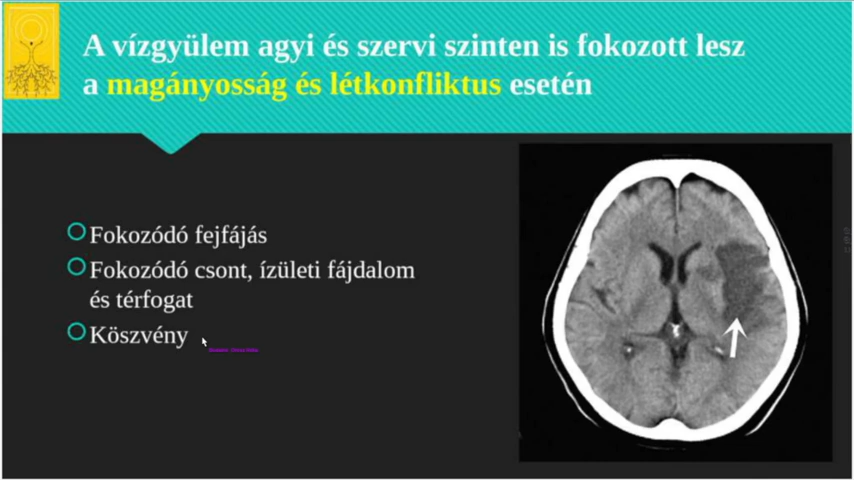 A vízgyülem agyi és szervi szinten is fokozott lesz
a magányosság és létkonfliktus esetén
Fokozódó fejfájás
Fokozódó csont, ízületi fájdalom
és térfogat
Köszvény